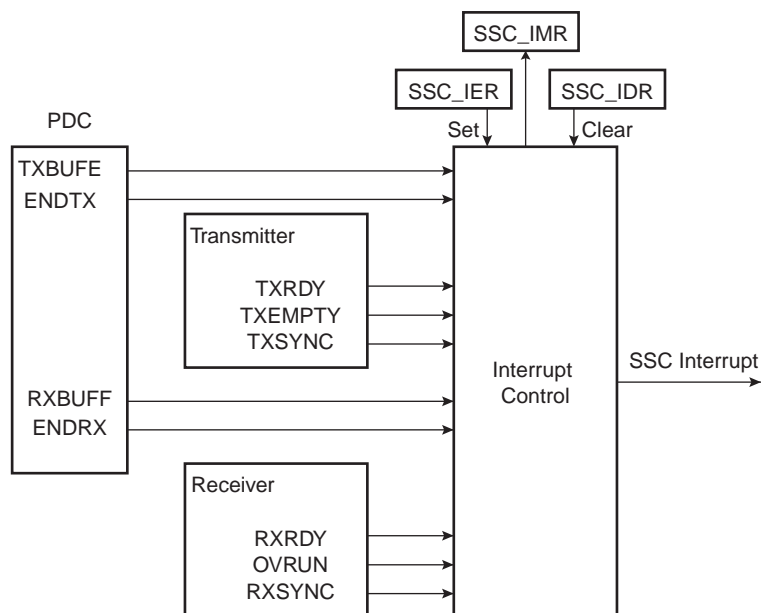 SSC_IMR
SSC_IER
SSC_IDR
Set
Clear
PDC
TXBUFE
ENDTX
Transmitter
TXRDY
TXEMPTY
TXSYNC
RXBUFF
ENDRX
Receiver
RXRDY
OVRUN
RXSYNC
Interrupt
Control
SSC Interrupt